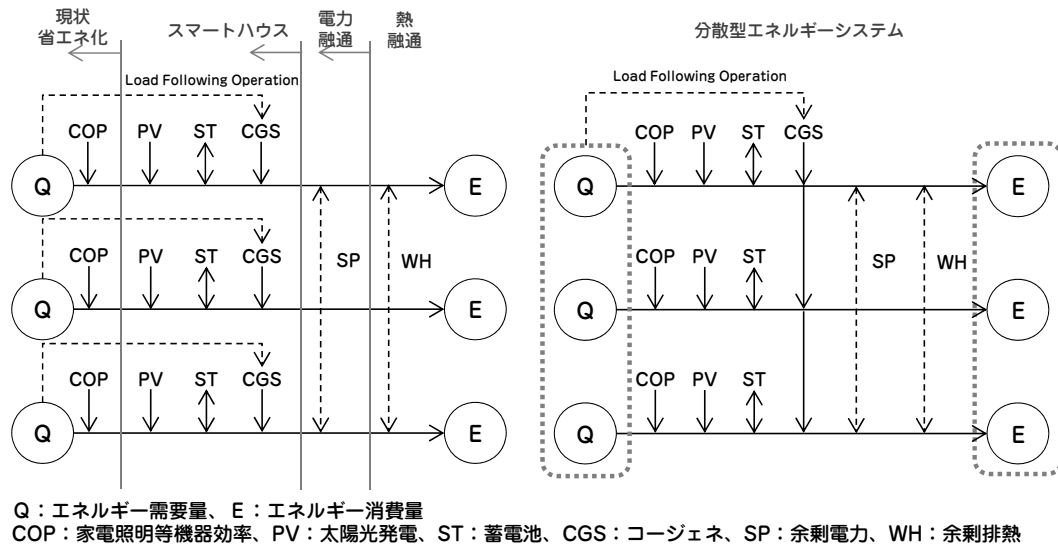 現状
省エネ化
スマートハウス
電力
融通
熱
融通
分散型エネルギーシステム
Load Following Operation
Load Following Operation
COP PV ST CGS
Q E
COP PV ST CGS
Q E
SP WH
COP PV ST CGS
Q E
COP PV ST CGS
Q E
COP PV ST
Q E
SP WH
COP PV ST
Q E
Q：エネルギー需要量、E：エネルギー消費量
COP：家電照明等機器効率、PV：太陽光発電、ST：蓄電池、CGS：コージェネ、SP：余剰電力、WH：余剰排熱